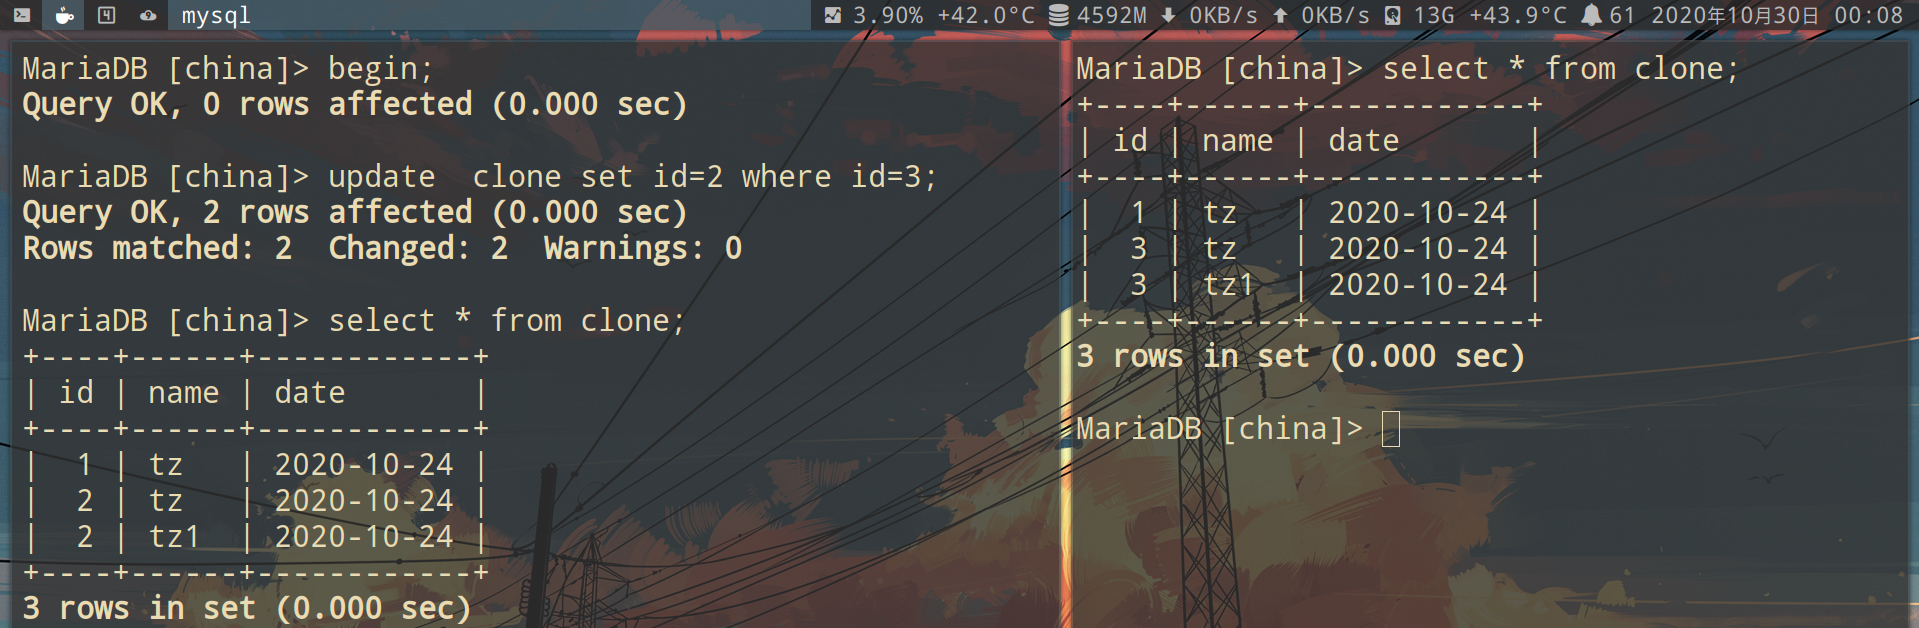 mysql
3.90% +42.0°C 4592M 0KB/s 0KB/s 13G +43.9°C 61 2020年10月30日 00:08
MariaDB [china]> begin;
Query OK, 0 rows affected (0.000 sec)
MariaDB [china]> update  clone set id=2 where id=3;
Query OK, 2 rows affected (0.000 sec)
Rows matched: 2  Changed: 2  Warnings: 0
MariaDB [china]> select * from clone;
+----+------+------------+
| id | name | date       |
+----+------+------------+
|  1 | tz   | 2020-10-24 |
|  2 | tz   | 2020-10-24 |
|  2 | tz1  | 2020-10-24 |
+----+------+------------+
3 rows in set (0.000 sec)
MariaDB [china]> select * from clone;
+----+------+------------+
| id | name | date       |
+----+------+------------+
|  1 | tz   | 2020-10-24 |
|  3 | tz   | 2020-10-24 |
|  3 | tz1  | 2020-10-24 |
+----+------+------------+
3 rows in set (0.000 sec)
MariaDB [china]>